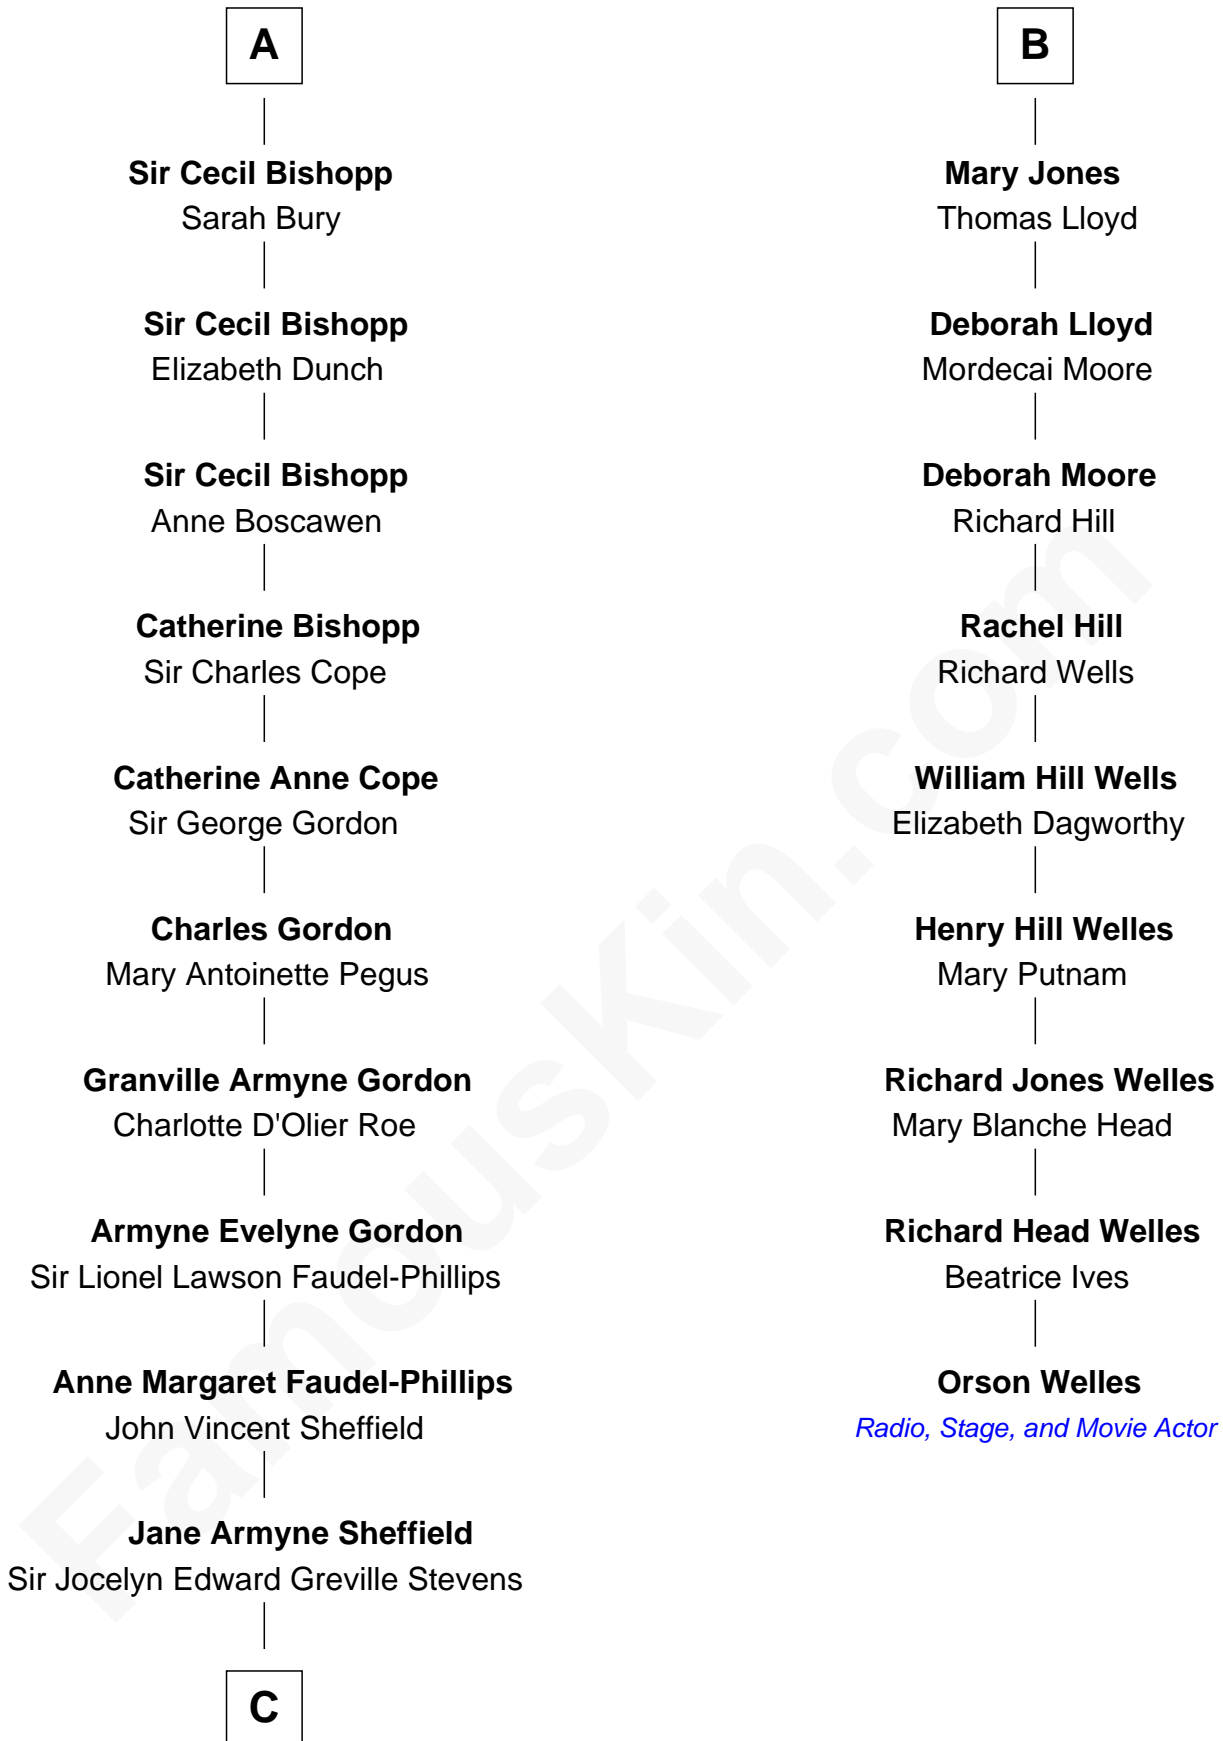 A
Sir Cecil Bishopp
Sarah Bury
Sir Cecil Bishopp
Elizabeth Dunch
Sir Cecil Bishopp
Anne Boscawen
Catherine Bishopp
Sir Charles Cope
Catherine Anne Cope
Sir George Gordon
Charles Gordon
Mary Antoinette Pegus
Granville Armyne Gordon
Charlotte D'Olier Roe
Armyne Evelyne Gordon
Sir Lionel Lawson Faudel-Phillips
Anne Margaret Faudel-Phillips
John Vincent Sheffield
Jane Armyne Sheffield
Sir Jocelyn Edward Greville Stevens
C
B
Mary Jones
Thomas Lloyd
Deborah Lloyd
Mordecai Moore
Deborah Moore
Richard Hill
Rachel Hill
Richard Wells
William Hill Wells
Elizabeth Dagworthy
Henry Hill Welles
Mary Putnam
Richard Jones Welles
Mary Blanche Head
Richard Head Welles
Beatrice Ives
Orson Welles
Radio, Stage, and Movie Actor
FamousKin.com